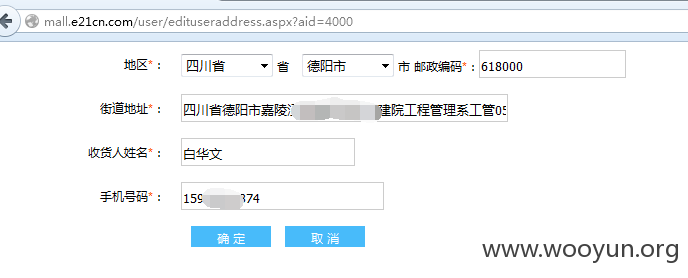 mall.e21cn.com/user/edituseraddress.aspx?aid=4000
地区*： 四川省 省 德阳市 市 邮政编码*：618000
街道地址*： 四川省德阳市嘉陵 建院工程管理系工管05
收货人姓名*： 白华文
手机号码*： 159 374
确 定 取 消
www.wooyun.org